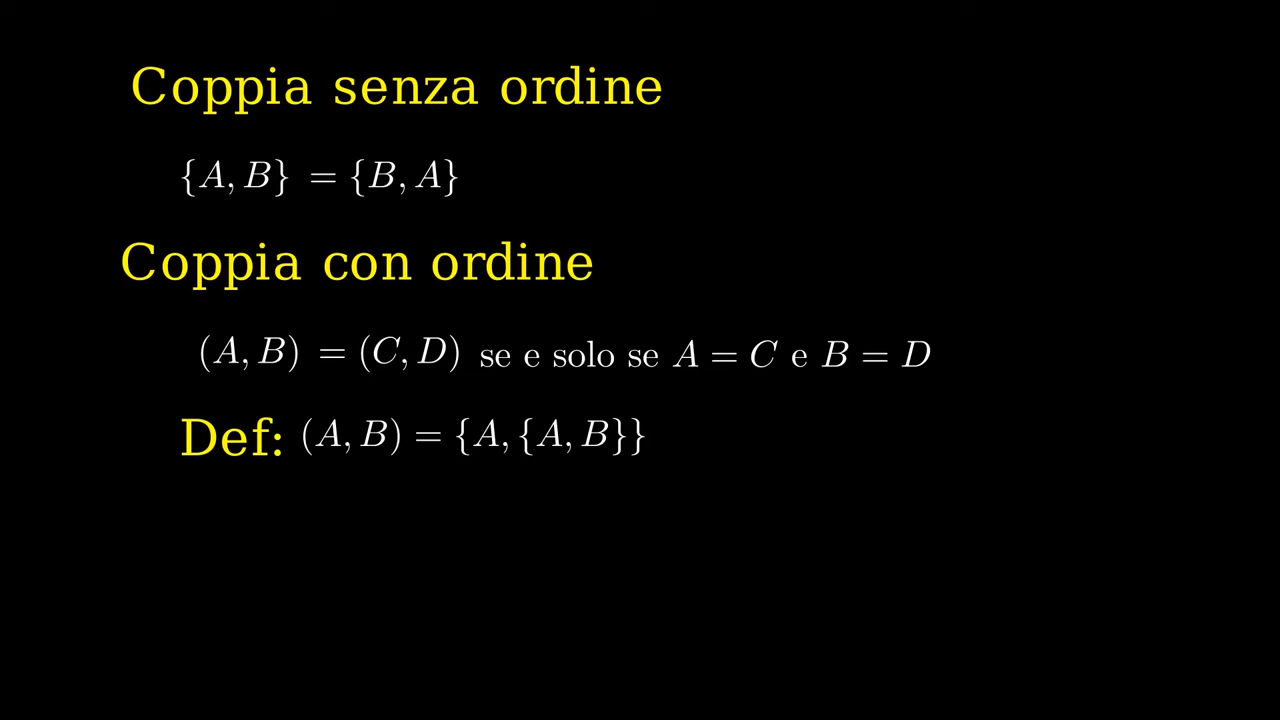 Coppia senza ordine
{A, B} = {B, A}
Coppia con ordine
(A, B) = (C, D) se e solo se A = C e B = D
Def: (A, B) = {A, {A, B}}